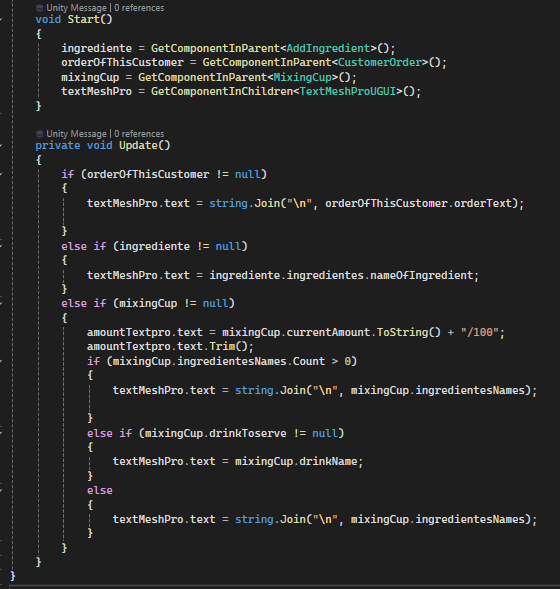 Unity Message | 0 references
void Start()
{
ingrediente = GetComponentInParent<AddIngredient>();
orderOfThisCustomer = GetComponentInParent<CustomerOrder>();
mixingCup = GetComponentInParent<MixingCup>();
textMeshPro = GetComponentInChildren<TextMeshProUGUI>();
}
Unity Message | 0 references
private void Update()
{
if (orderOfThisCustomer != null)
{
textMeshPro.text = string.Join("\n", orderOfThisCustomer.orderText);
}
else if (ingrediente != null)
{
textMeshPro.text = ingrediente.ingredientes.nameOfIngredient;
}
else if (mixingCup != null)
{
amountTextpro.text = mixingCup.currentAmount.ToString() + "/100";
amountTextpro.text.Trim();
if (mixingCup.ingredientesNames.Count > 0)
{
textMeshPro.text = string.Join("\n", mixingCup.ingredientesNames);
}
else if (mixingCup.drinkToserve != null)
{
textMeshPro.text = mixingCup.drinkName;
}
else
{
textMeshPro.text = string.Join("\n", mixingCup.ingredientesNames);
}
}
}
}